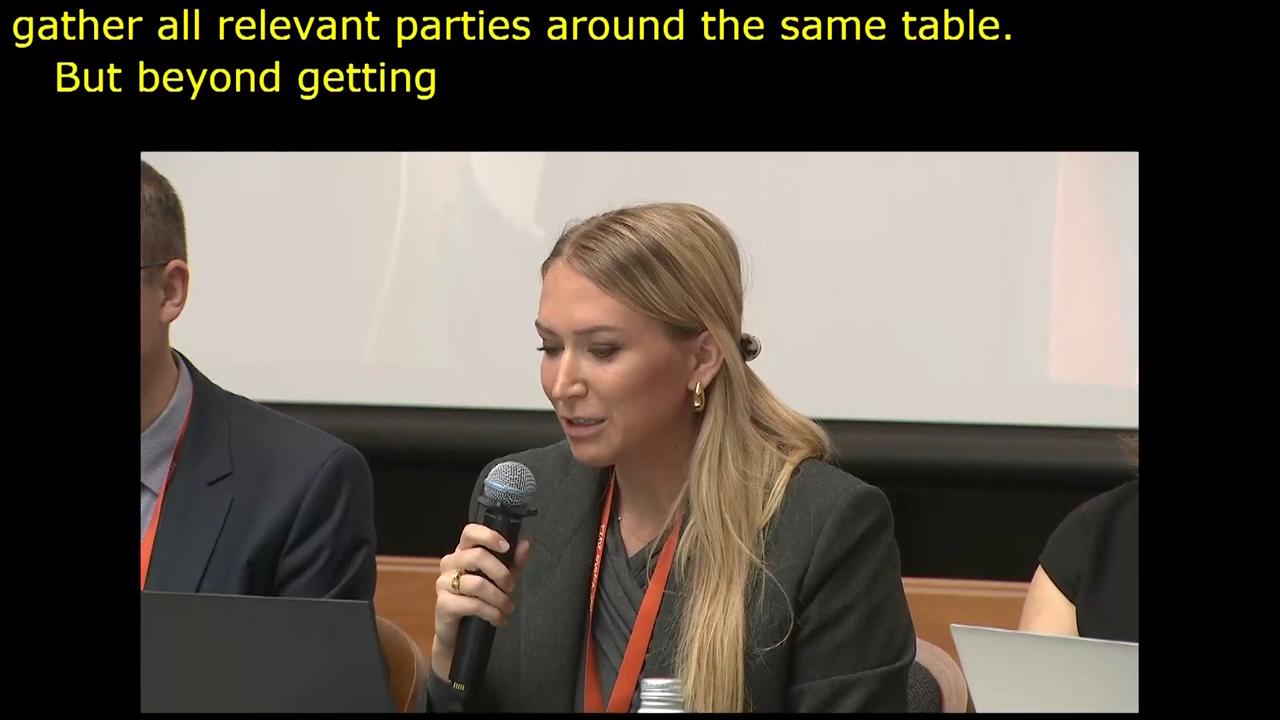 gather all relevant parties around the same table.
But beyond getting